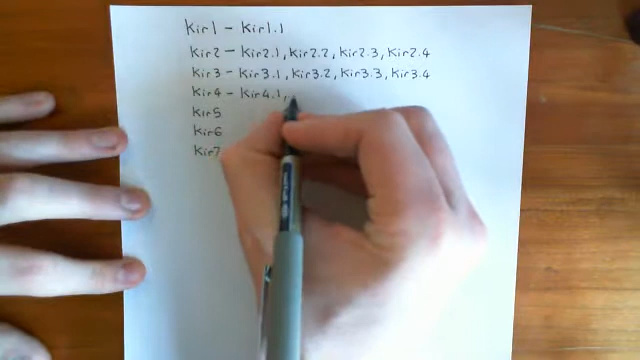 Kir1 - Kir1.1
Kir2 - Kir2.1, Kir2.2, Kir2.3, Kir2.4
Kir3 - Kir3.1, Kir3.2, Kir3.3, Kir3.4
Kir4 - Kir4.1,
Kir5
Kir6
Kir7